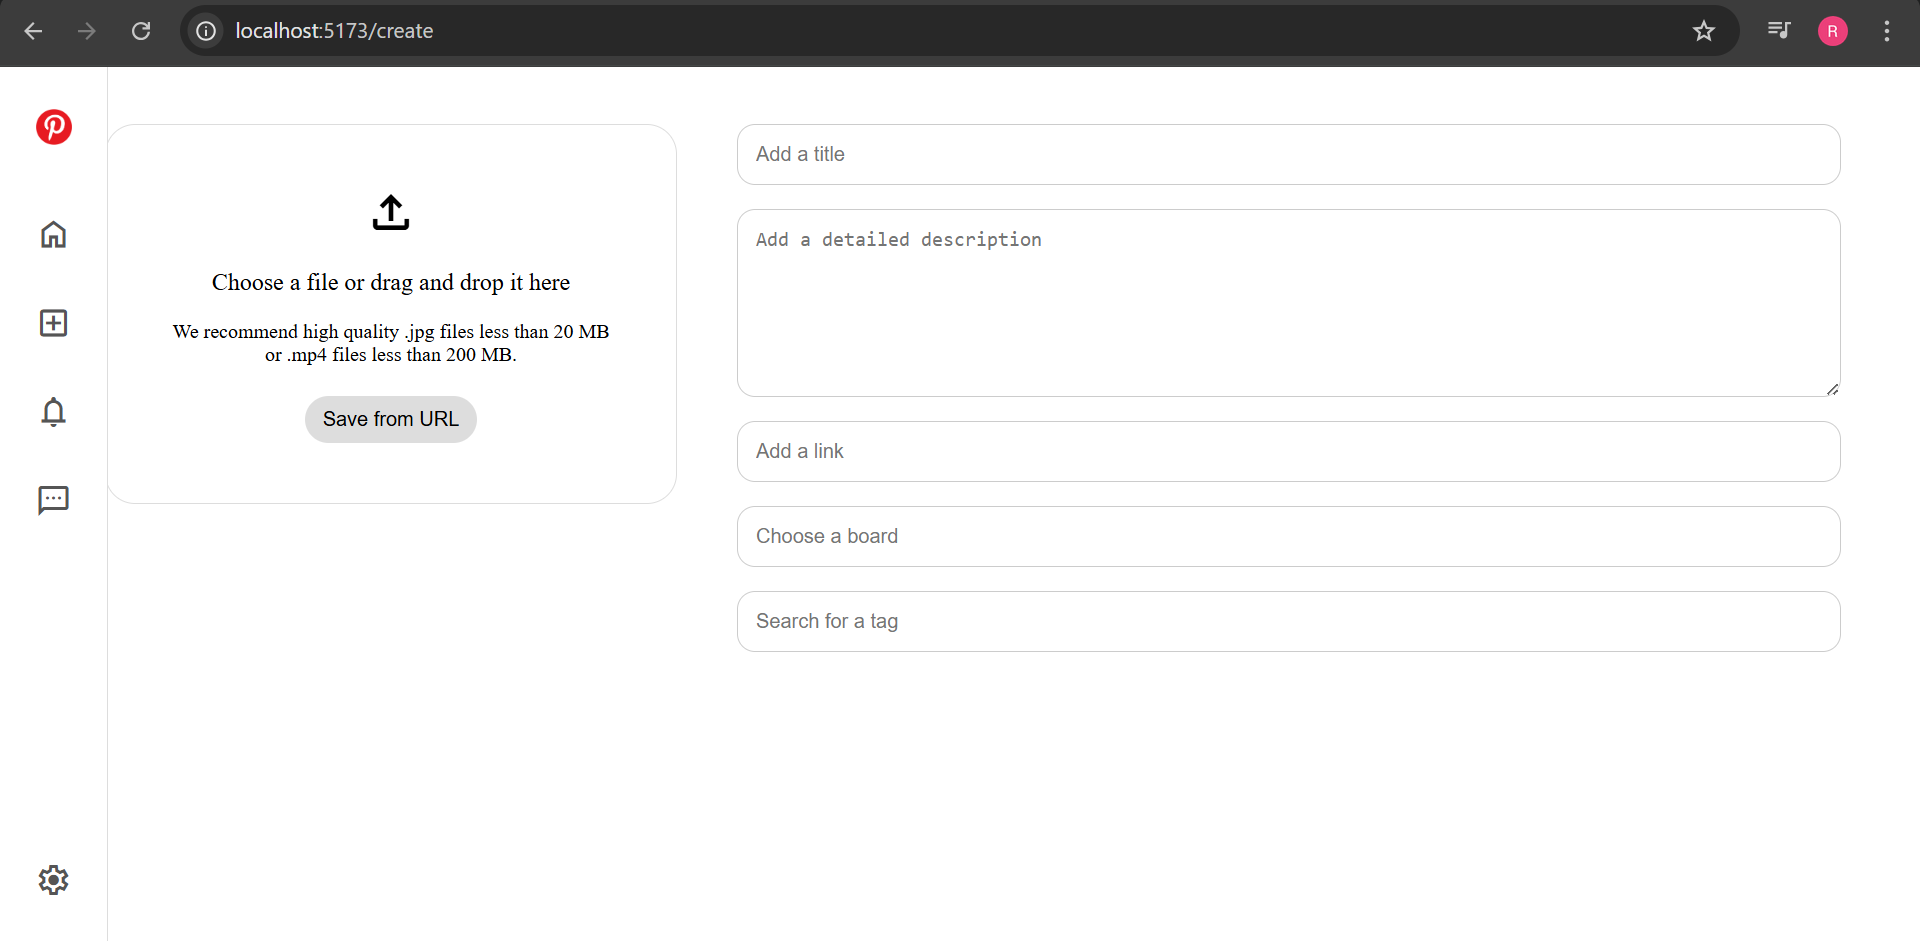 localhost:5173/create
R
Choose a file or drag and drop it here
We recommend high quality .jpg files less than 20 MB
or .mp4 files less than 200 MB.
Save from URL
Add a title
Add a detailed description
Add a link
Choose a board
Search for a tag